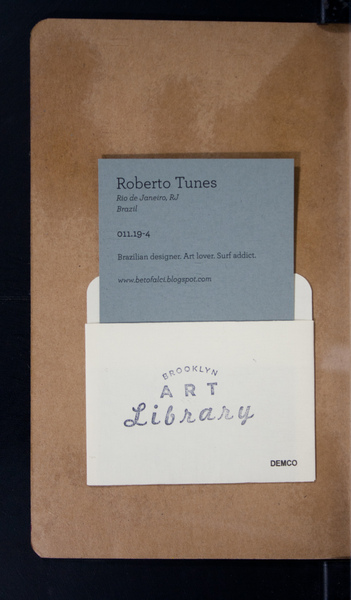 Roberto Tunes
Rio de Janeiro, RJ
Brazil
011.19-4
Brazilian designer. Art lover. Surf addict.
www.betofalci.blogspot.com
BROOKLYN
ART
Library
DEMCO